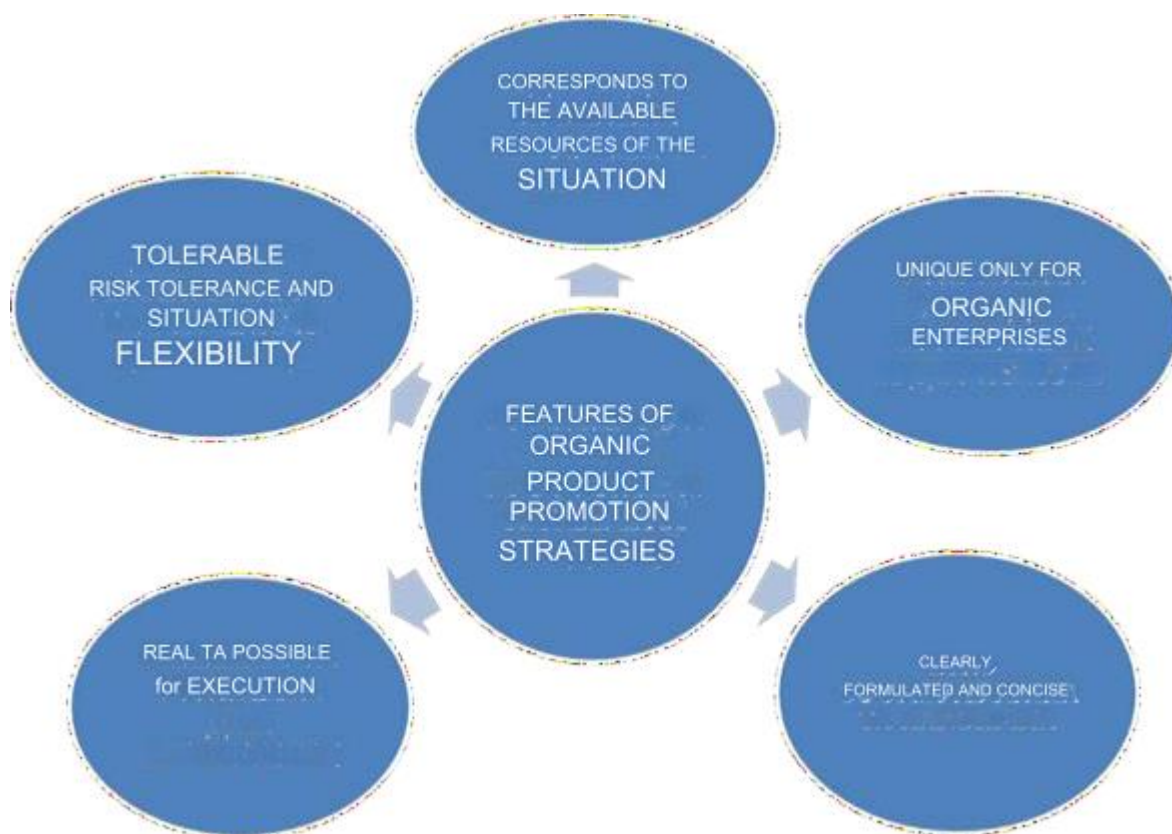 CORRESPONDS TO
THE AVAILABLE
RESOURCES OF THE
SITUATION
TOLERABLE
RISK TOLERANCE AND
SITUATION
FLEXIBILITY
UNIQUE ONLY FOR
ORGANIC
ENTERPRISES
FEATURES OF
ORGANIC
PRODUCT
PROMOTION
STRATEGIES
REAL TA POSSIBLE
for EXECUTION
CLEARLY,
FORMULATED AND CONCISE